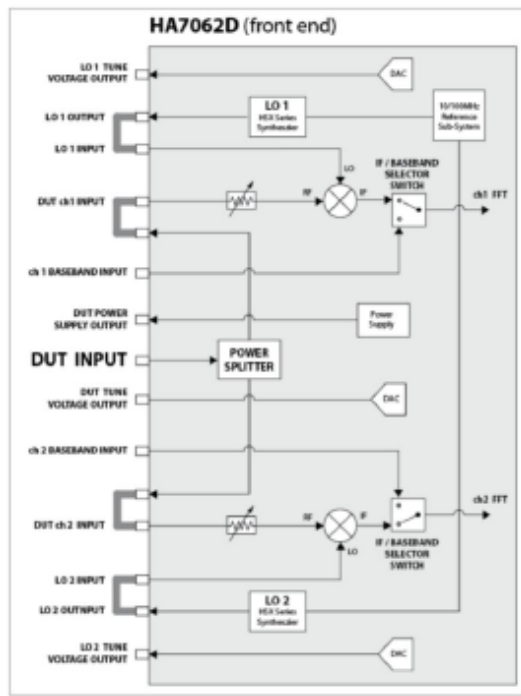 HA7062D (front end)
LO 1 TUNE
VOLTAGE OUTPUT
DAC
LO 1 OUTPUT
LO 1
HSX Series
Synthesizer
10/100MHz
Reference
Sub-System
LO 1 INPUT
LO
IF / BASEBAND
SELECTOR
SWITCH
DUT ch1 INPUT
RF
IF
ch1 FFT
ch 1 BASEBAND INPUT
DUT POWER
SUPPLY OUTPUT
Power
Supply
DUT INPUT
POWER
SPLITTER
DUT TUNE
VOLTAGE OUTPUT
DAC
ch 2 BASEBAND INPUT
RF
IF
ch2 FFT
DUT ch 2 INPUT
LO
IF / BASEBAND
SELECTOR
SWITCH
LO 2 INPUT
LO 2
HSX Series
Synthesizer
LO 2 OUTNPUT
LO 2 TUNE
VOLTAGE OUTPUT
DAC